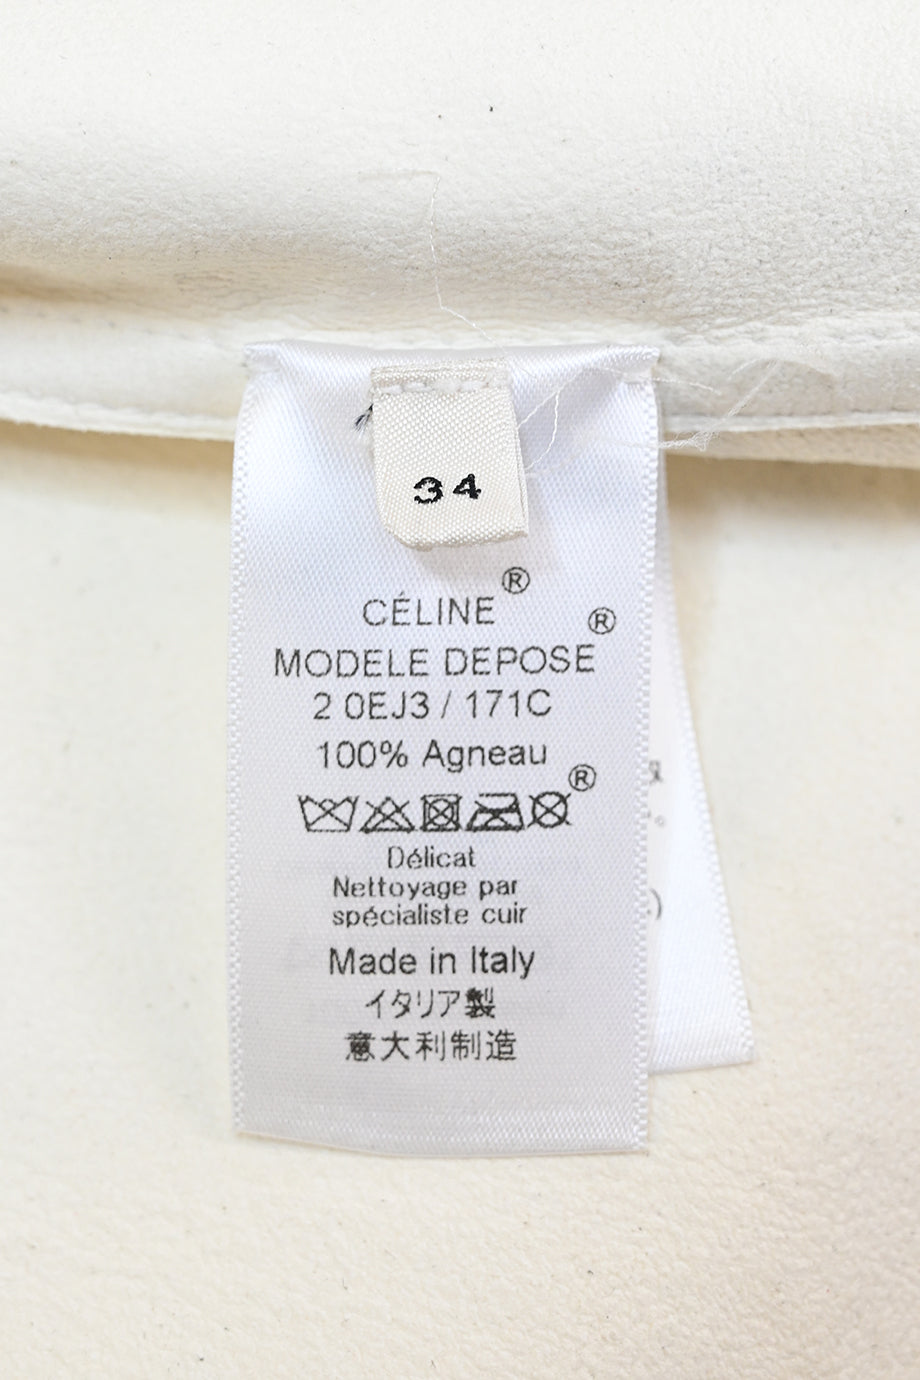 34
CÉLINE®
MODELE DEPOSE®
2 0EJ3 / 171C
100% Agneau
®
Délicat
Nettoyage par
spécialiste cuir
Made in Italy
イタリア製
意大利制造